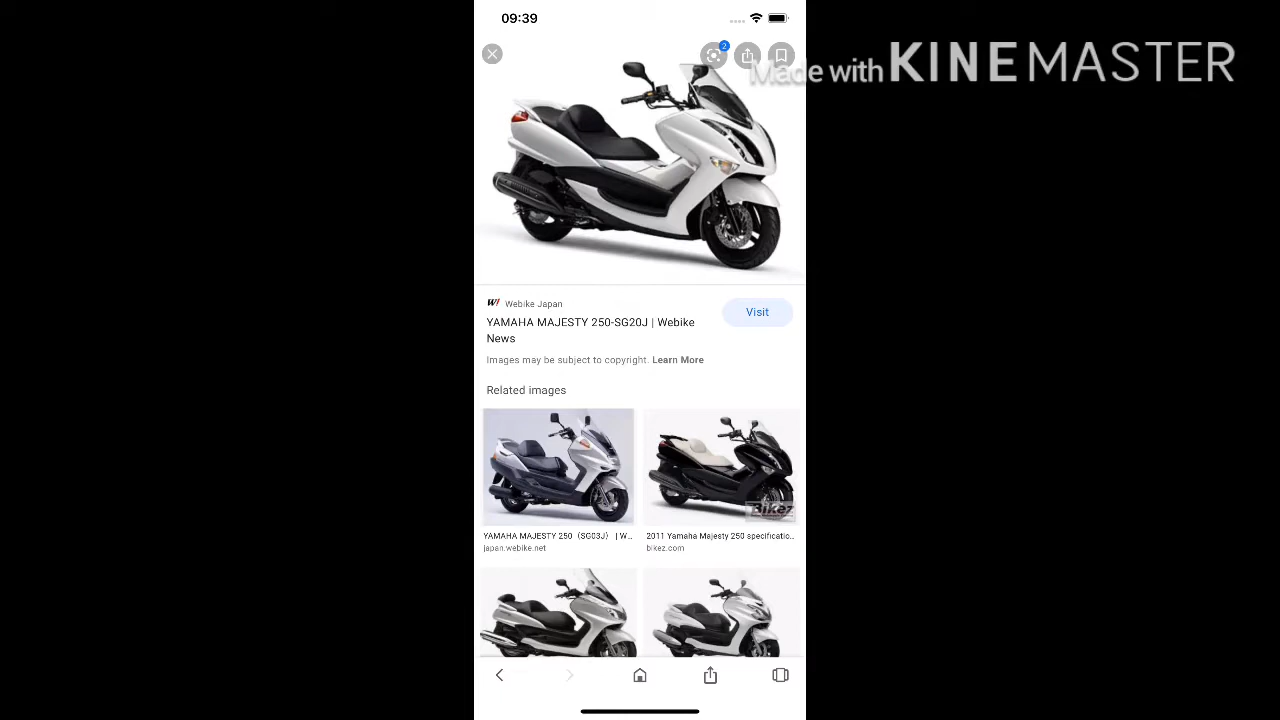 09:39
2
Made with KINEMASTER
W! Webike Japan
Visit
YAMAHA MAJESTY 250-SG20J | Webike
News
Images may be subject to copyright. Learn More
Related images
Bikez
YAMAHA MAJESTY 250（SG03J） | W...
2011 Yamaha Majesty 250 specificatio...
japan.webike.net
bikez.com